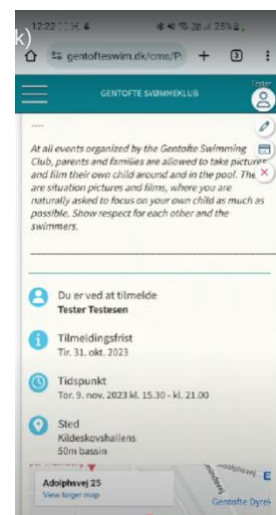 12:22
25%
k)
gentofteswim.dk/cms/P
3
GENTOFTE SVØMMEKLUB
Tester
----
At all events organized by the Gentofte Swimming
Club, parents and families are allowed to take pictures
and film their own child around and in the pool. The
are situation pictures and films, where you are
naturally asked to focus on your own child as much as
possible. Show respect for each other and the
swimmers.
Du er ved at tilmelde
Tester Testesen
Tilmeldingsfrist
Tir. 31. okt. 2023
Tidspunkt
Tor. 9. nov. 2023 kl. 15.30 - kl. 21.00
Sted
Kildeskovshallens
50m bassin
Adolphsvej 25
View larger map
Adolphsvej
E
Gentofte Dyrek